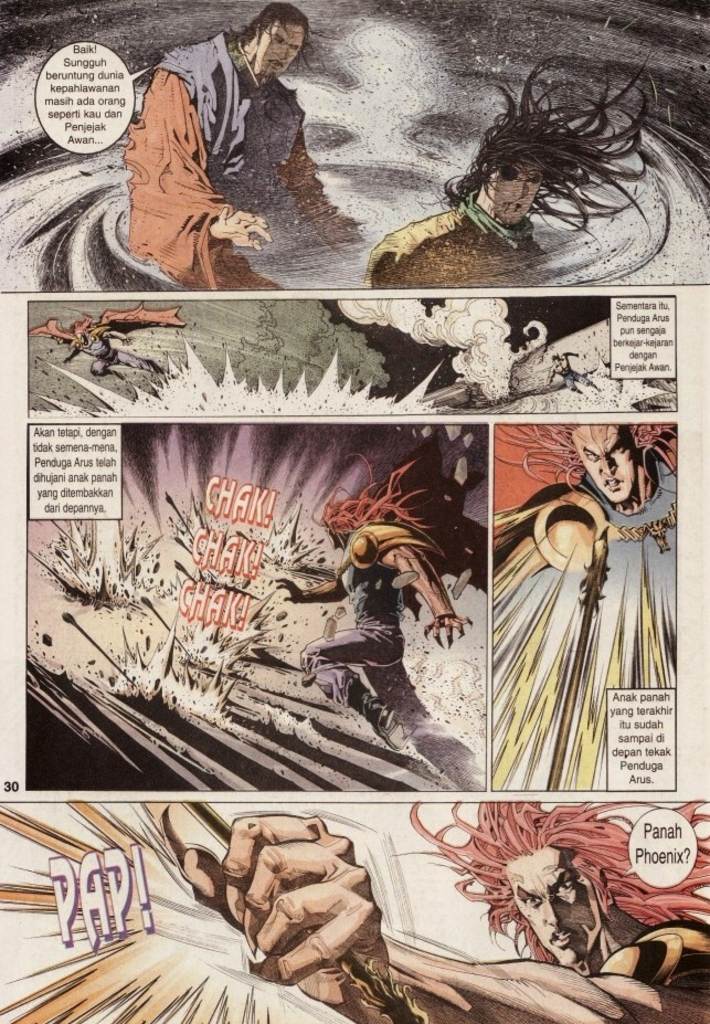 Baik!
Sungguh
beruntung dunia
kepahlawanan
masih ada orang
seperti kau dan
Penjejak
Awan...
Sementara itu,
Penduga Arus
pun sengaja
berkejar-kejaran
dengan
Penjejak Awan.
Akan tetapi, dengan
tidak semena-mena,
Penduga Arus telah
dihujani anak panah
yang ditembakkan
dari depannya.
CHAK!
CHAK!
CHAK!
Anak panah
yang terakhir
itu sudah
sampai di
depan tekak
Penduga
Arus.
30
PAP!
Panah
Phoenix?